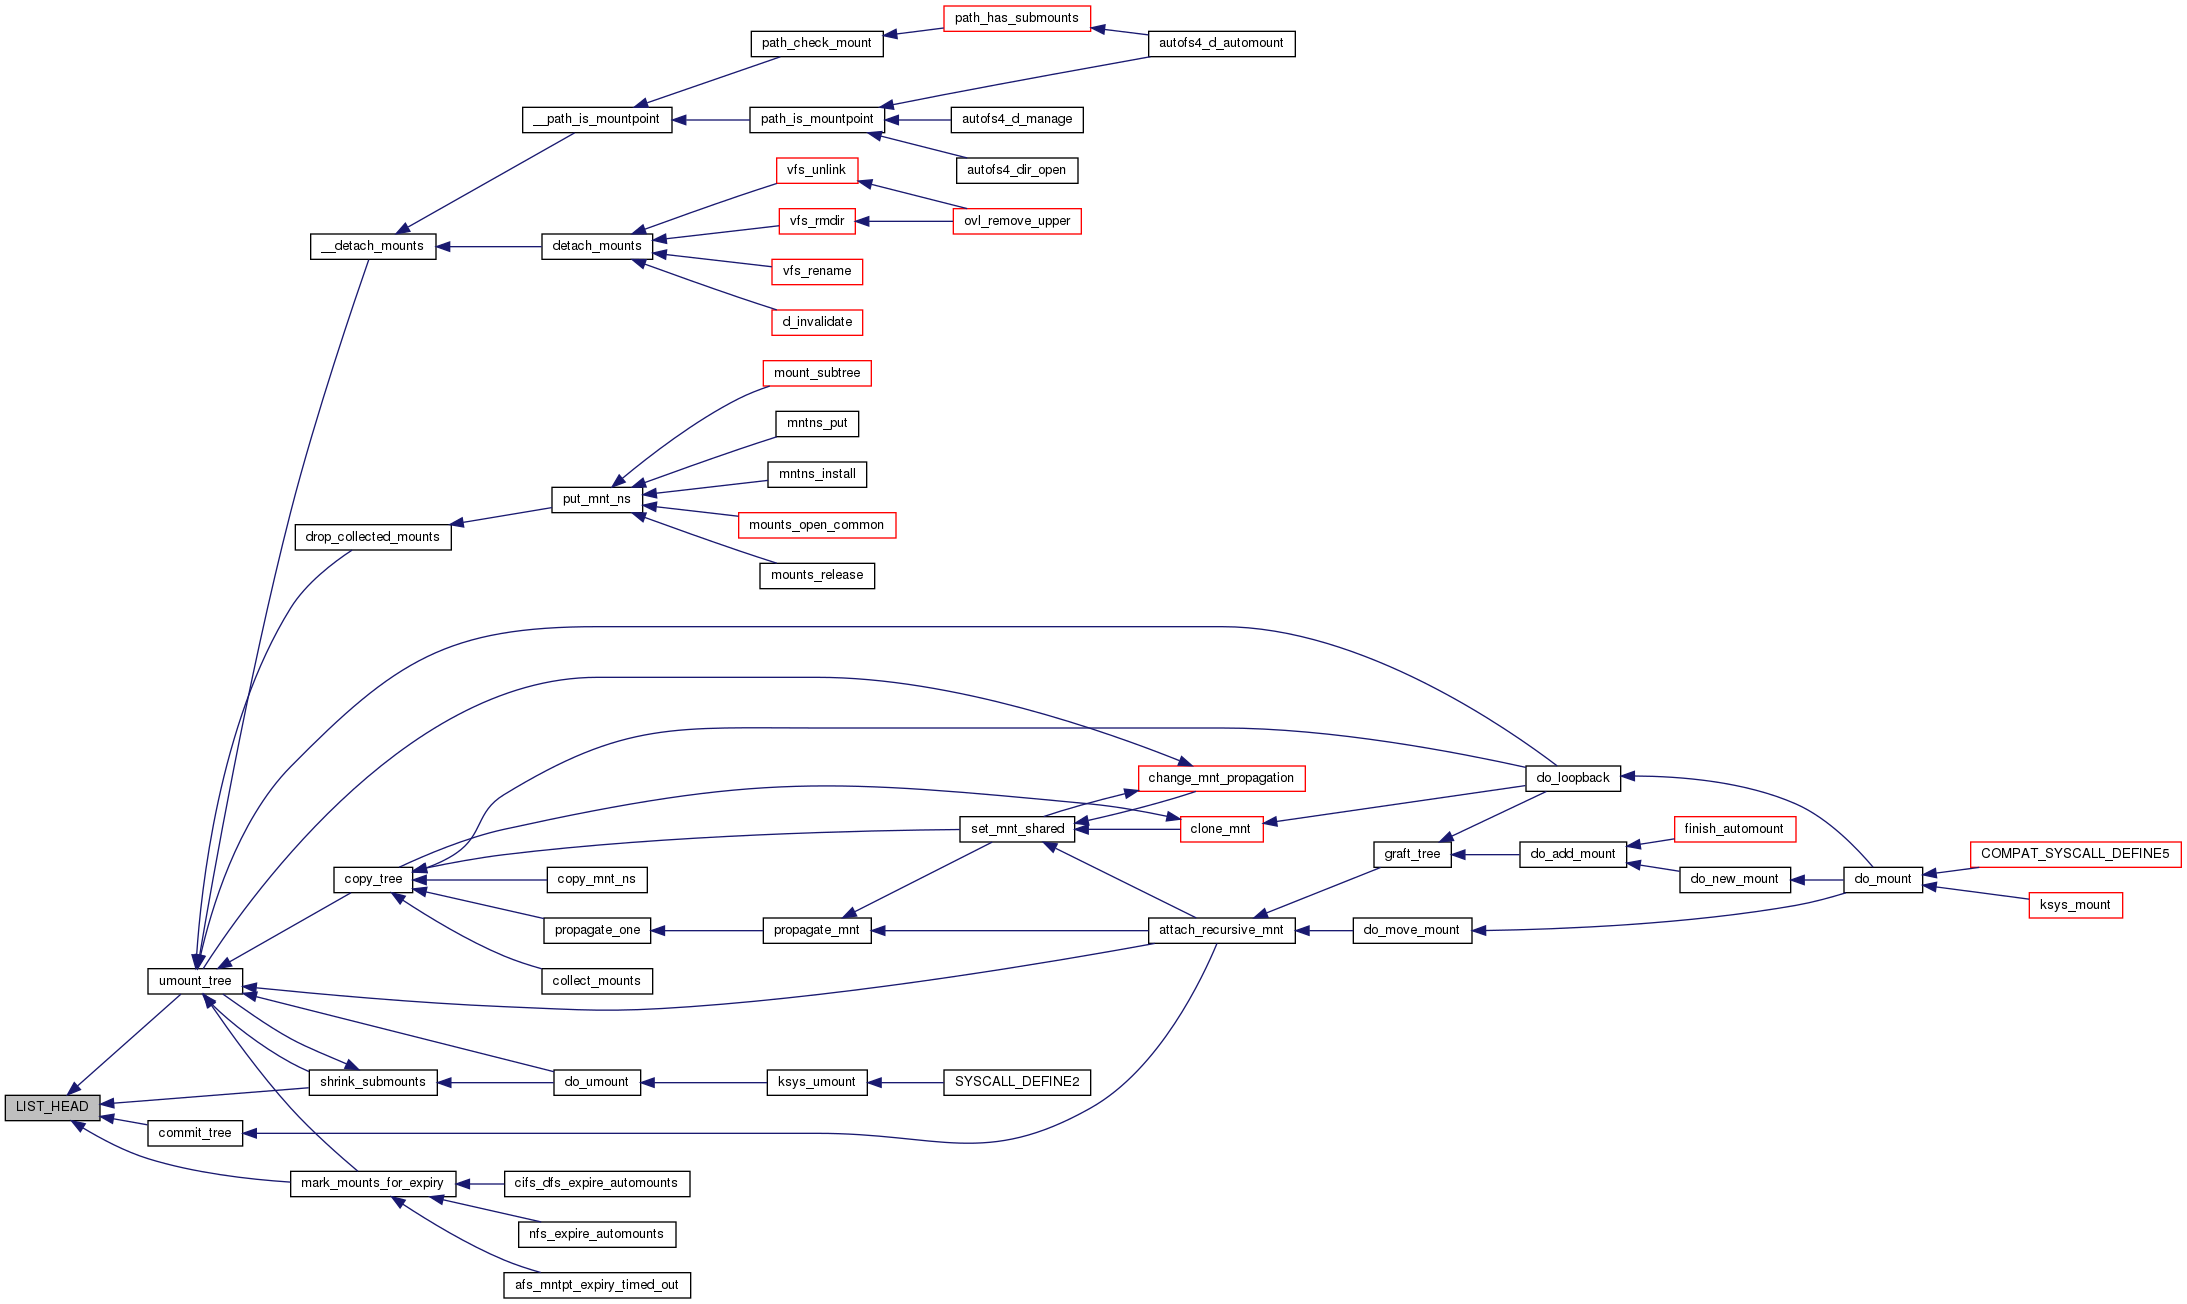 path_has_submounts
path_check_mount
autofs4_d_automount
__path_is_mountpoint
path_is_mountpoint
autofs4_d_manage
autofs4_dir_open
vfs_unlink
vfs_rmdir
ovl_remove_upper
__detach_mounts
detach_mounts
vfs_rename
d_invalidate
mount_subtree
mntns_put
mntns_install
put_mnt_ns
mounts_open_common
drop_collected_mounts
mounts_release
change_mnt_propagation
do_loopback
set_mnt_shared
clone_mnt
finish_automount
graft_tree
do_add_mount
COMPAT_SYSCALL_DEFINE5
copy_tree
copy_mnt_ns
do_new_mount
do_mount
ksys_mount
propagate_one
propagate_mnt
attach_recursive_mnt
do_move_mount
umount_tree
collect_mounts
shrink_submounts
do_umount
ksys_umount
SYSCALL_DEFINE2
LIST_HEAD
commit_tree
mark_mounts_for_expiry
cifs_dfs_expire_automounts
nfs_expire_automounts
afs_mntpt_expiry_timed_out